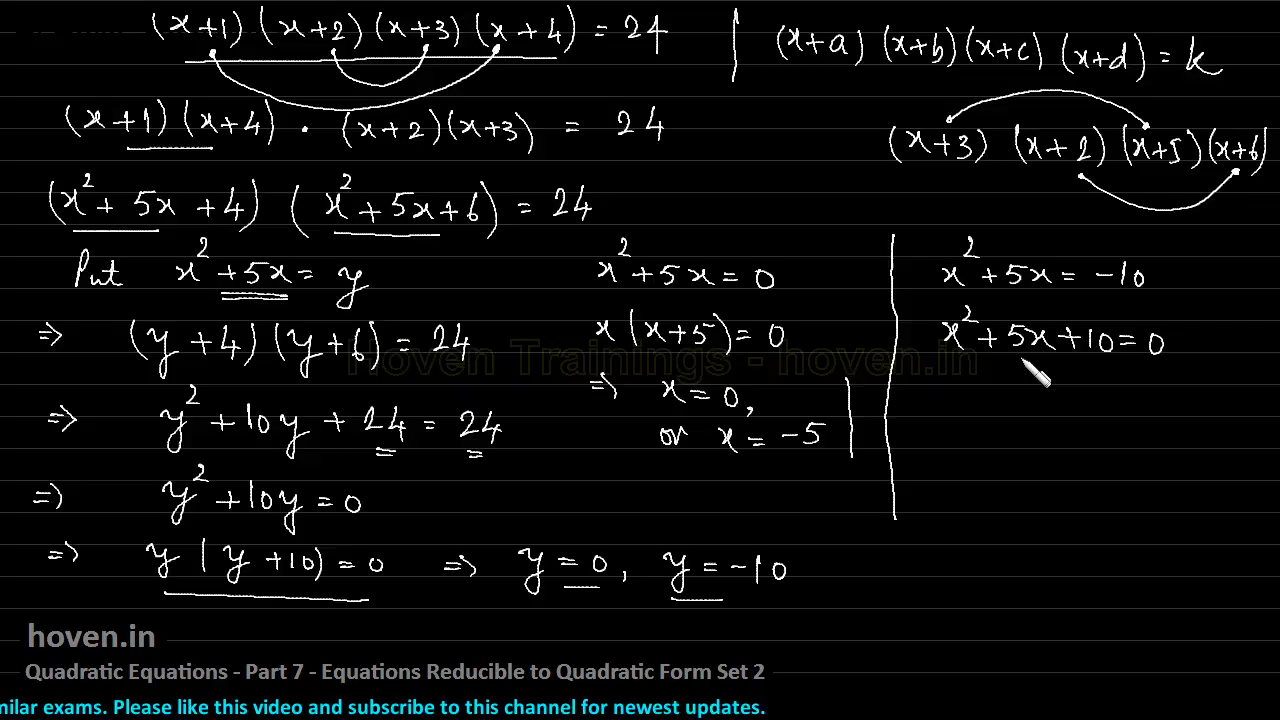 (x+1) (x+2) (x+3) (x+4) = 24
(x+1)(x+4) · (x+2)(x+3) = 24
(x²+5x+4) (x²+5x+6) = 24
Put x²+5x = y
⇒ (y+4) (y+6) = 24
⇒ y²+10y+24 = 24
⇒ y²+10y = 0
⇒ y(y+10) = 0 ⇒ y = 0, y = -10
x²+5x = 0
x(x+5) = 0
⇒ x = 0,
or x = -5
(x+a) (x+b)(x+c) (x+d) = k
(x+3) (x+2) (x+5)(x+6)
x²+5x = -10
x²+5x+10 = 0
Hoven Trainings - hoven.in
hoven.in
Quadratic Equations - Part 7 - Equations Reducible to Quadratic Form Set 2
milar exams. Please like this video and subscribe to this channel for newest updates.